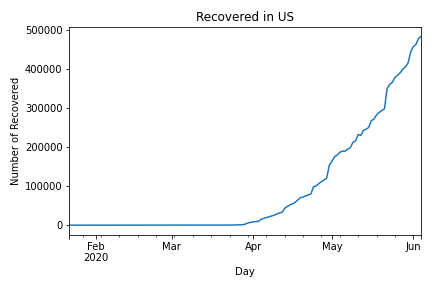 Recovered in US
Number of Recovered
500000
400000
300000
200000
100000
0
Feb
2020
Mar
Apr
May
Jun
Day